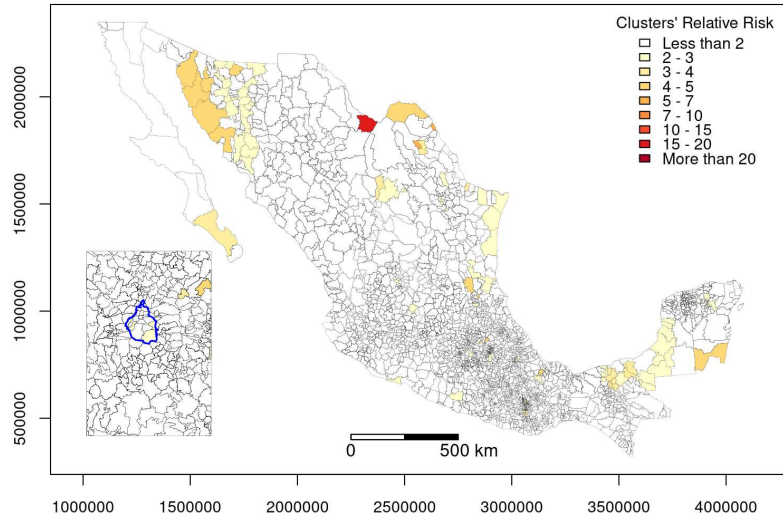 Clusters' Relative Risk
Less than 2
2 - 3
3 - 4
4 - 5
5 - 7
7 - 10
10 - 15
15 - 20
More than 20
2000000
1500000
1000000
500000
0 500 km
1000000 1500000 2000000 2500000 3000000 3500000 4000000